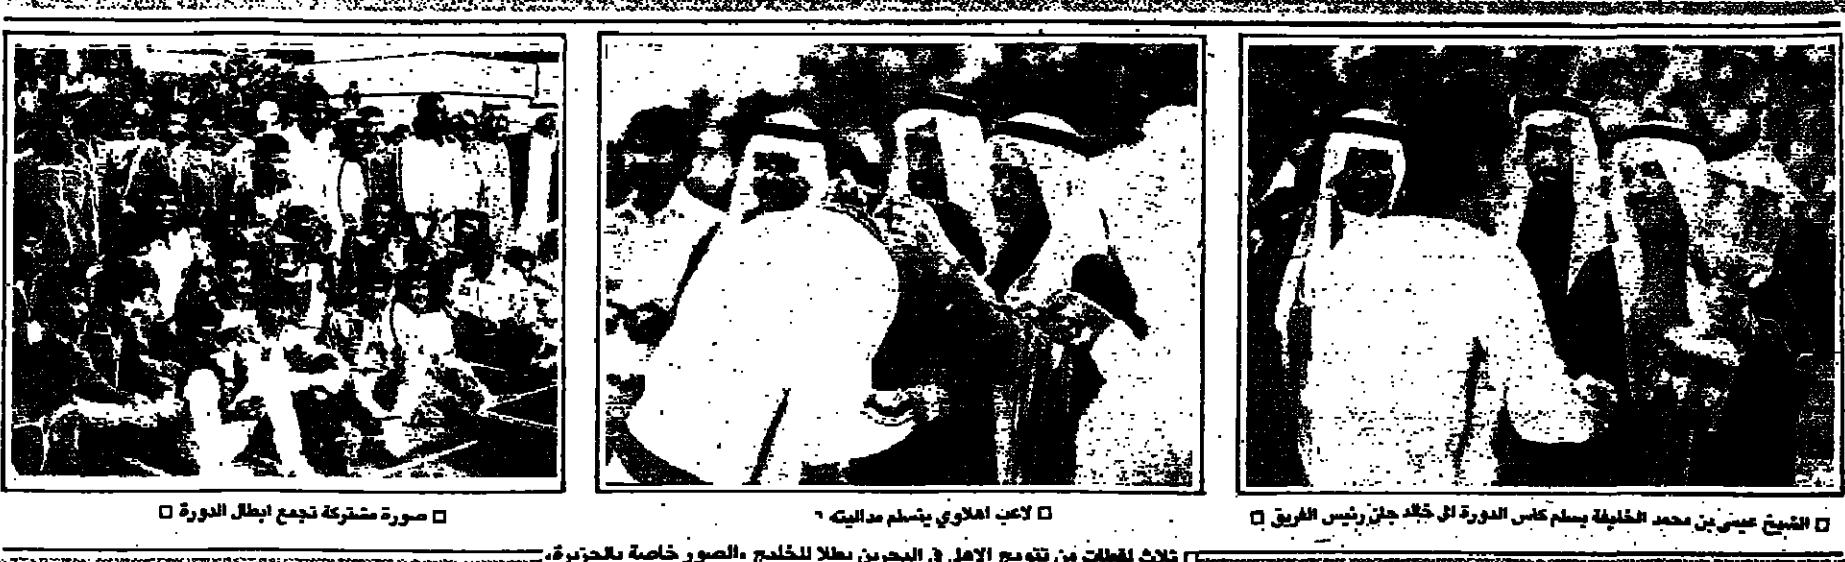 □ الشيخ عيسى بن محمد الخليفة يسلم كاس الدورة الى خالد جان رئيس الفريق □
□ لاعب اهلاوي يتسلم مداليته
□ صورة مشتركة تجمع ابطال الدورة □
□ ثلاث لقطات من تتويج الاهلي في البحرين بطلا للخليج والصور خاصة بالجزيرة